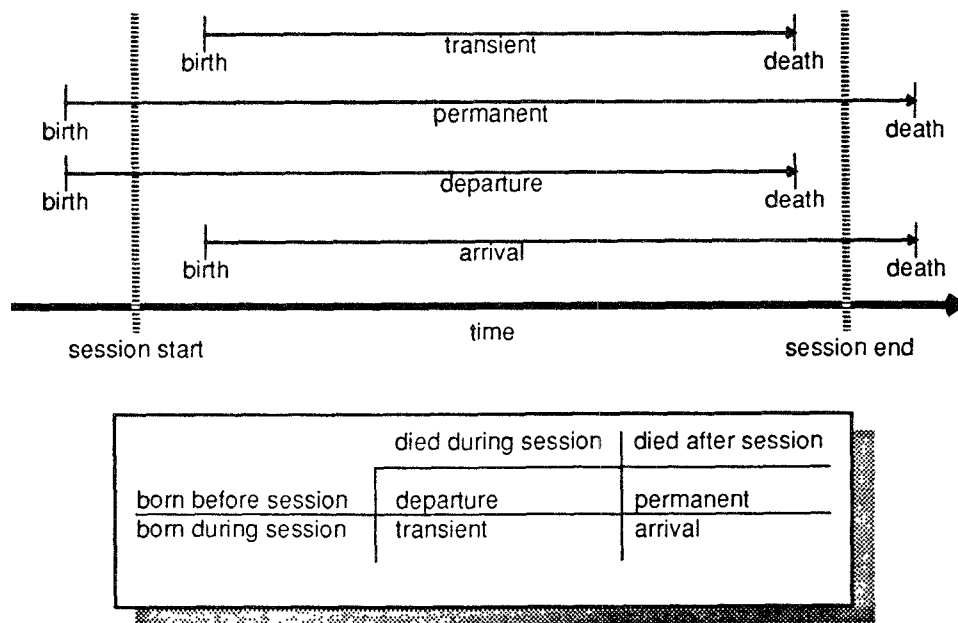 transient
birth death
permanent
birth death
departure
birth death
arrival
birth death
time
session start session end
died during session died after session
born before session departure permanent
born during session transient arrival